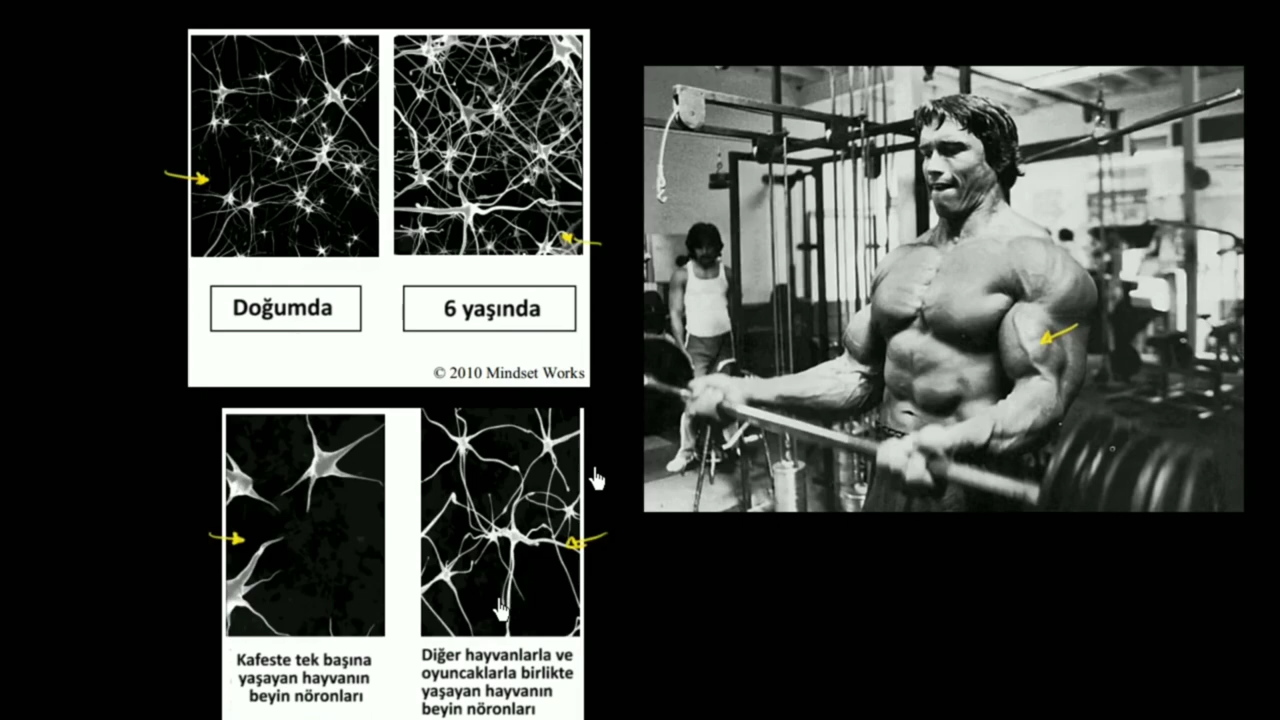 Doğumda
6 yaşında
© 2010 Mindset Works
Kafeste tek başına
yaşayan hayvanın
beyin nöronları
Diğer hayvanlarla ve
oyuncaklarla birlikte
yaşayan hayvanın
beyin nöronları